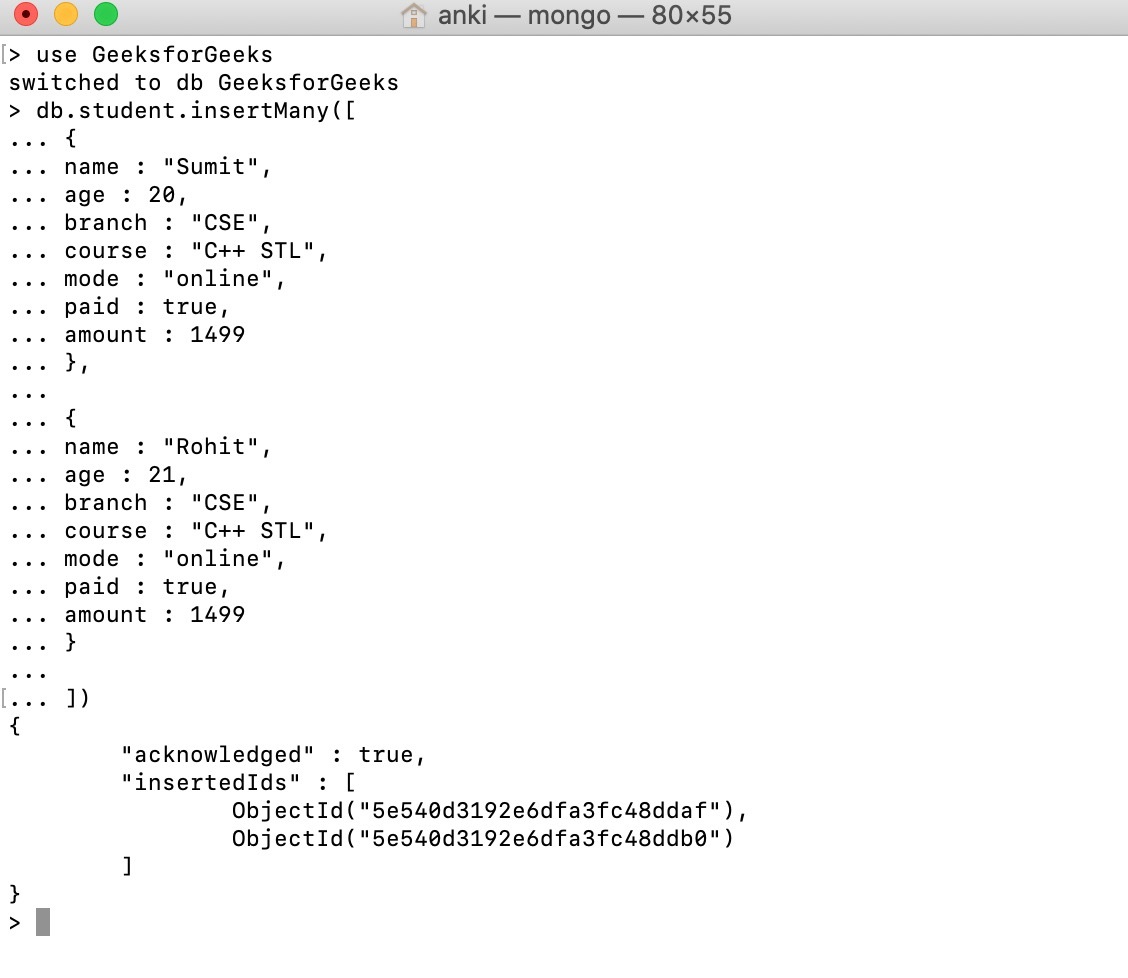 anki — mongo — 80×55
[> use GeeksforGeeks
switched to db GeeksforGeeks
> db.student.insertMany([
... {
... name : "Sumit",
... age : 20,
... branch : "CSE",
... course : "C++ STL",
... mode : "online",
... paid : true,
... amount : 1499
... },
...
... {
... name : "Rohit",
... age : 21,
... branch : "CSE",
... course : "C++ STL",
... mode : "online",
... paid : true,
... amount : 1499
... }
...
[... ])
{
        "acknowledged" : true,
        "insertedIds" : [
                ObjectId("5e540d3192e6dfa3fc48ddaf"),
                ObjectId("5e540d3192e6dfa3fc48ddb0")
        ]
}
>